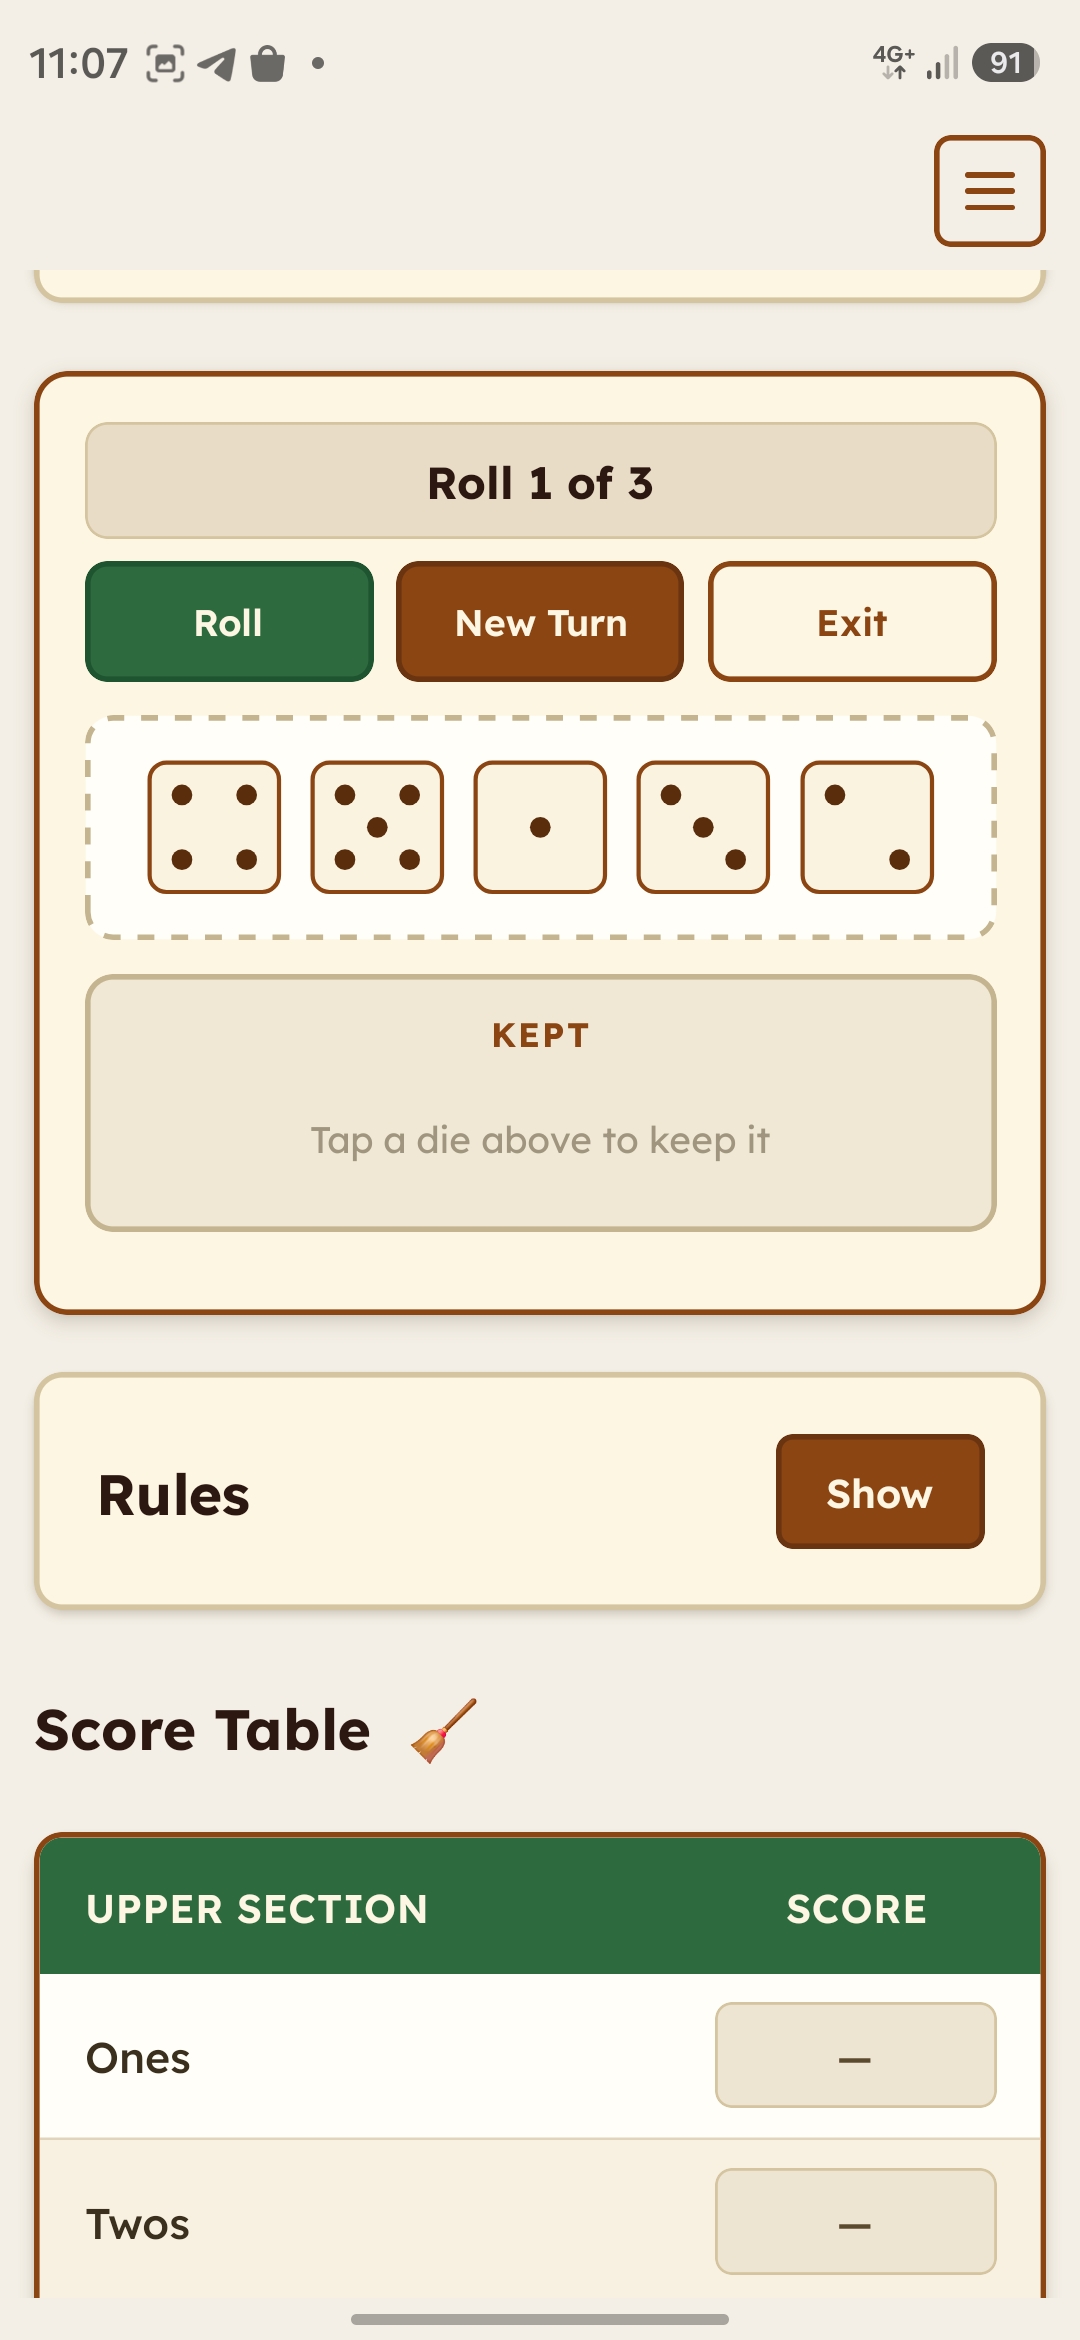 11:07
4G+
91
Roll 1 of 3
Roll
New Turn
Exit
KEPT
Tap a die above to keep it
Rules
Show
Score Table
UPPER SECTION SCORE
Ones –
Twos –